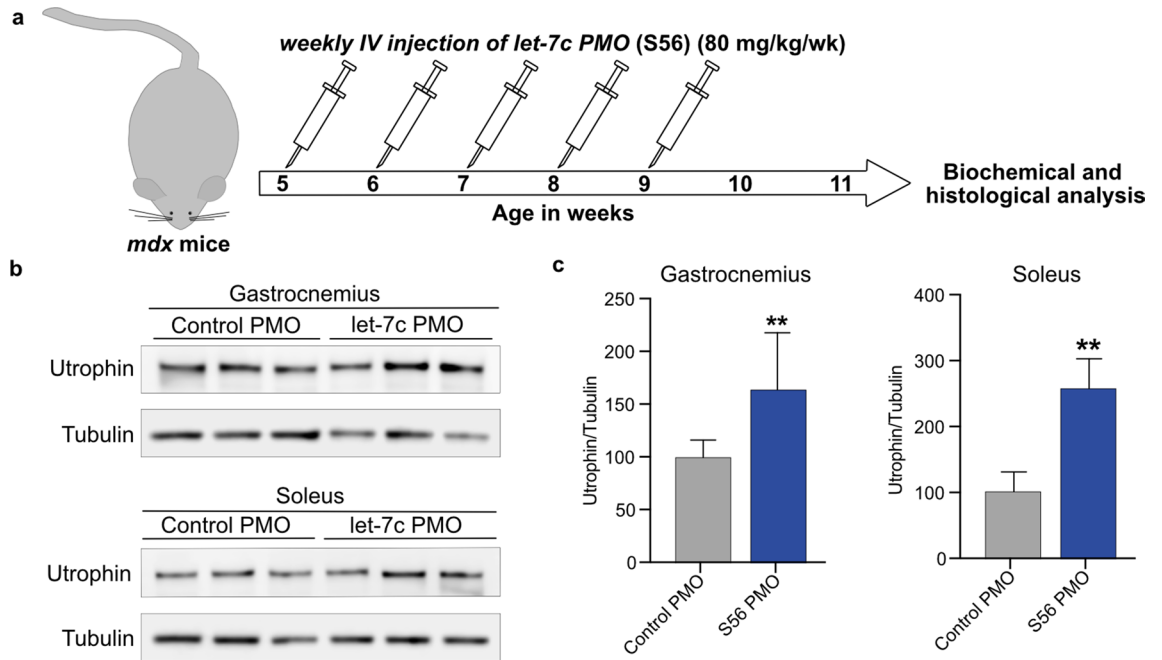 a
weekly IV injection of let-7c PMO (S56) (80 mg/kg/wk)
5 6 7 8 9 10 11
Age in weeks
Biochemical and
histological analysis
mdx mice
b
Gastrocnemius
Control PMO let-7c PMO
Utrophin
Tubulin
Soleus
Control PMO let-7c PMO
Utrophin
Tubulin
c
Gastrocnemius
250
200
150
100
50
0
Utrophin/Tubulin
**
Control PMO
S56 PMO
Soleus
400
300
200
100
0
Utrophin/Tubulin
**
Control PMO
S56 PMO